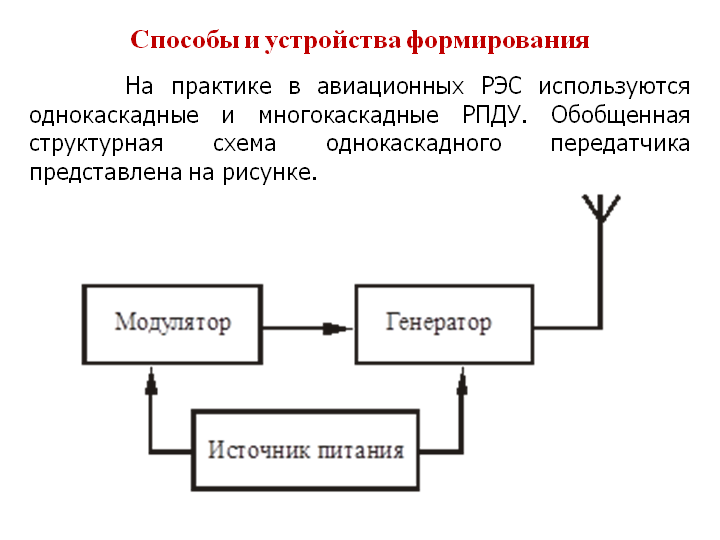 Способы и устройства формирования
На практике в авиационных РЭС используются
однокаскадные и многокаскадные РПДУ. Обобщенная
структурная схема однокаскадного передатчика
представлена на рисунке.
Модулятор
Генератор
Источник питания